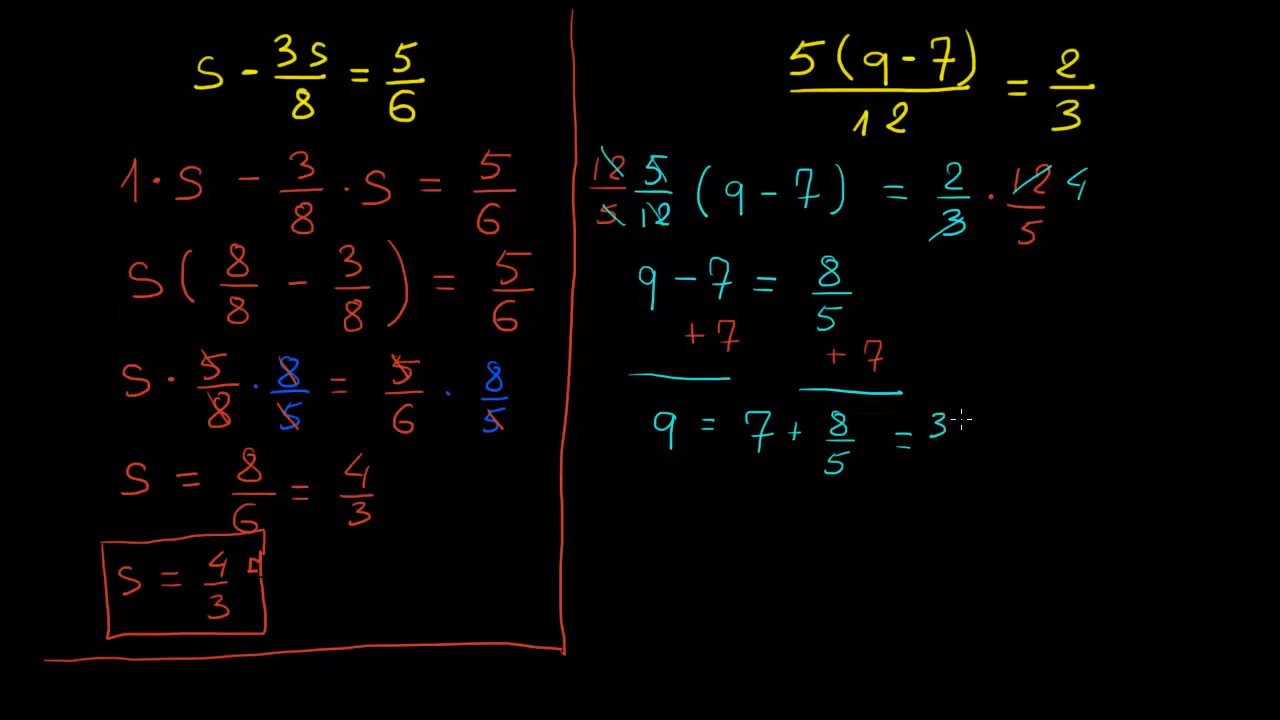 s - 3s/8 = 5/6
1 · s - 3/8 · s = 5/6
s ( 8/8 - 3/8 ) = 5/6
s · 5/8 · 8/5 = 5/6 · 8/5
s = 8/6 = 4/3
s = 4/3
5(q - 7)/12 = 2/3
12/5 5/12 (q - 7) = 2/3 · 12/5 4
q - 7 = 8/5
+ 7 + 7
q = 7 + 8/5 = 3